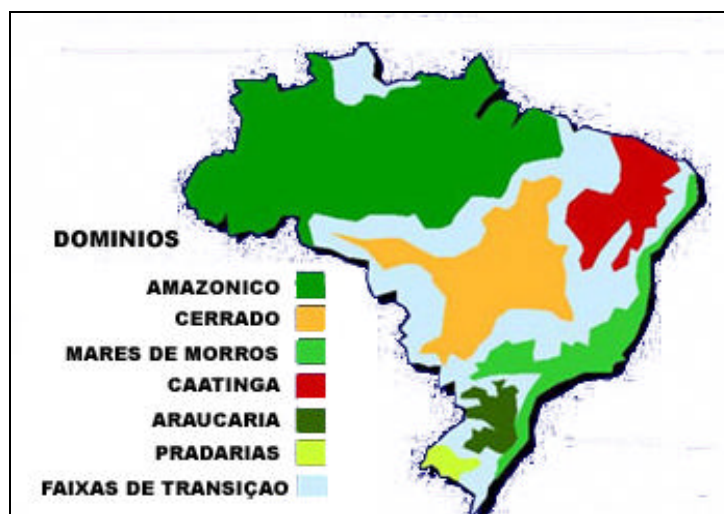 DOMINIOS
AMAZONICO
CERRADO
MARES DE MORROS
CAATINGA
ARAUCARIA
PRADARIAS
FAIXAS DE TRANSIÇAO